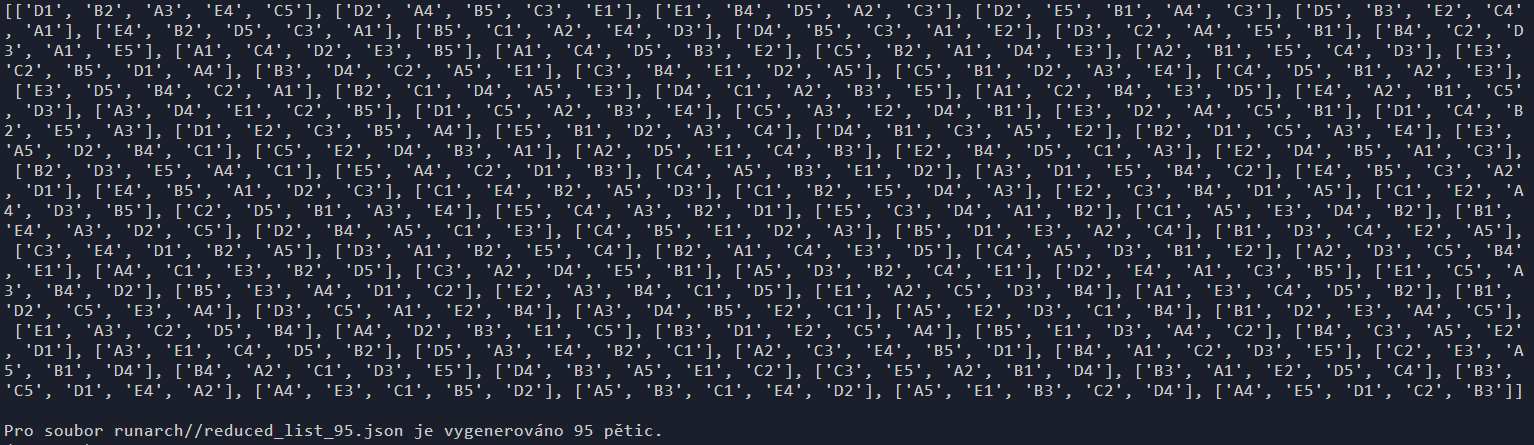 [['D1', 'B2', 'A3', 'E4', 'C5'], ['D2', 'A4', 'B5', 'C3', 'E1'], ['E1', 'B4', 'D5', 'A2', 'C3'], ['D2', 'E5', 'B1', 'A4', 'C3'], ['D5', 'B3', 'E2', 'C4'
, 'A1'], ['E4', 'B2', 'D5', 'C3', 'A1'], ['B5', 'C1', 'A2', 'E4', 'D3'], ['D4', 'B5', 'C3', 'A1', 'E2'], ['D3', 'C2', 'A4', 'E5', 'B1'], ['B4', 'C2', 'D
3', 'A1', 'E5'], ['A1', 'C4', 'D2', 'E3', 'B5'], ['A1', 'C4', 'D5', 'B3', 'E2'], ['C5', 'B2', 'A1', 'D4', 'E3'], ['A2', 'B1', 'E5', 'C4', 'D3'], ['E3',
'C2', 'B5', 'D1', 'A4'], ['B3', 'D4', 'C2', 'A5', 'E1'], ['C3', 'B4', 'E1', 'D2', 'A5'], ['C5', 'B1', 'D2', 'A3', 'E4'], ['C4', 'D5', 'B1', 'A2', 'E3'],
['E3', 'D5', 'B4', 'C2', 'A1'], ['B2', 'C1', 'D4', 'A5', 'E3'], ['D4', 'C1', 'A2', 'B3', 'E5'], ['A1', 'C2', 'B4', 'E3', 'D5'], ['E4', 'A2', 'B1', 'C5'
, 'D3'], ['A3', 'D4', 'E1', 'C2', 'B5'], ['D1', 'C5', 'A2', 'B3', 'E4'], ['C5', 'A3', 'E2', 'D4', 'B1'], ['E3', 'D2', 'A4', 'C5', 'B1'], ['D1', 'C4', 'B
2', 'E5', 'A3'], ['D1', 'E2', 'C3', 'B5', 'A4'], ['E5', 'B1', 'D2', 'A3', 'C4'], ['D4', 'B1', 'C3', 'A5', 'E2'], ['B2', 'D1', 'C5', 'A3', 'E4'], ['E3',
'A5', 'D2', 'B4', 'C1'], ['C5', 'E2', 'D4', 'B3', 'A1'], ['A2', 'D5', 'E1', 'C4', 'B3'], ['E2', 'B4', 'D5', 'C1', 'A3'], ['E2', 'D4', 'B5', 'A1', 'C3'],
['B2', 'D3', 'E5', 'A4', 'C1'], ['E5', 'A4', 'C2', 'D1', 'B3'], ['C4', 'A5', 'B3', 'E1', 'D2'], ['A3', 'D1', 'E5', 'B4', 'C2'], ['E4', 'B5', 'C3', 'A2'
, 'D1'], ['E4', 'B5', 'A1', 'D2', 'C3'], ['C1', 'E4', 'B2', 'A5', 'D3'], ['C1', 'B2', 'E5', 'D4', 'A3'], ['E2', 'C3', 'B4', 'D1', 'A5'], ['C1', 'E2', 'A
4', 'D3', 'B5'], ['C2', 'D5', 'B1', 'A3', 'E4'], ['E5', 'C4', 'A3', 'B2', 'D1'], ['E5', 'C3', 'D4', 'A1', 'B2'], ['C1', 'A5', 'E3', 'D4', 'B2'], ['B1',
'E4', 'A3', 'D2', 'C5'], ['D2', 'B4', 'A5', 'C1', 'E3'], ['C4', 'B5', 'E1', 'D2', 'A3'], ['B5', 'D1', 'E3', 'A2', 'C4'], ['B1', 'D3', 'C4', 'E2', 'A5'],
['C3', 'E4', 'D1', 'B2', 'A5'], ['D3', 'A1', 'B2', 'E5', 'C4'], ['B2', 'A1', 'C4', 'E3', 'D5'], ['C4', 'A5', 'D3', 'B1', 'E2'], ['A2', 'D3', 'C5', 'B4'
, 'E1'], ['A4', 'C1', 'E3', 'B2', 'D5'], ['C3', 'A2', 'D4', 'E5', 'B1'], ['A5', 'D3', 'B2', 'C4', 'E1'], ['D2', 'E4', 'A1', 'C3', 'B5'], ['E1', 'C5', 'A
3', 'B4', 'D2'], ['B5', 'E3', 'A4', 'D1', 'C2'], ['E2', 'A3', 'B4', 'C1', 'D5'], ['E1', 'A2', 'C5', 'D3', 'B4'], ['A1', 'E3', 'C4', 'D5', 'B2'], ['B1',
'D2', 'C5', 'E3', 'A4'], ['D3', 'C5', 'A1', 'E2', 'B4'], ['A3', 'D4', 'B5', 'E2', 'C1'], ['A5', 'E2', 'D3', 'C1', 'B4'], ['B1', 'D2', 'E3', 'A4', 'C5'],
['E1', 'A3', 'C2', 'D5', 'B4'], ['A4', 'D2', 'B3', 'E1', 'C5'], ['B3', 'D1', 'E2', 'C5', 'A4'], ['B5', 'E1', 'D3', 'A4', 'C2'], ['B4', 'C3', 'A5', 'E2'
, 'D1'], ['A3', 'E1', 'C4', 'D5', 'B2'], ['D5', 'A3', 'E4', 'B2', 'C1'], ['A2', 'C3', 'E4', 'B5', 'D1'], ['B4', 'A1', 'C2', 'D3', 'E5'], ['C2', 'E3', 'A
5', 'B1', 'D4'], ['B4', 'A2', 'C1', 'D3', 'E5'], ['D4', 'B3', 'A5', 'E1', 'C2'], ['C3', 'E5', 'A2', 'B1', 'D4'], ['B3', 'A1', 'E2', 'D5', 'C4'], ['B3',
'C5', 'D1', 'E4', 'A2'], ['A4', 'E3', 'C1', 'B5', 'D2'], ['A5', 'B3', 'C1', 'E4', 'D2'], ['A5', 'E1', 'B3', 'C2', 'D4'], ['A4', 'E5', 'D1', 'C2', 'B3']]
Pro soubor runarch//reduced_list_95.json je vygenerováno 95 pětic.